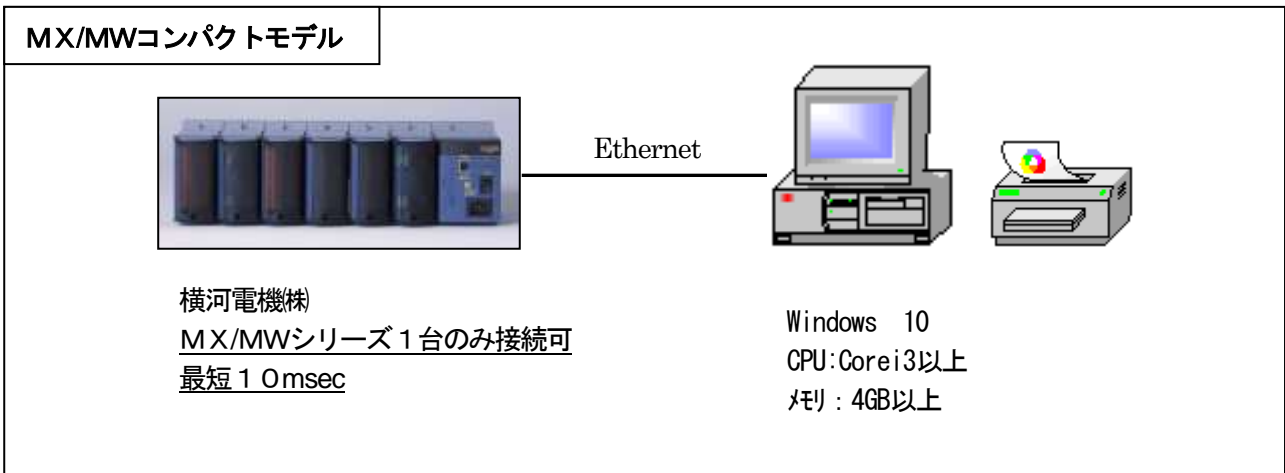 ＭX/MWコンパクトモデル
Ethernet
横河電機㈱
ＭX/MWシリーズ１台のみ接続可
最短１０msec
Windows　10
CPU:Corei3以上
ﾒﾓﾘ：4GB以上